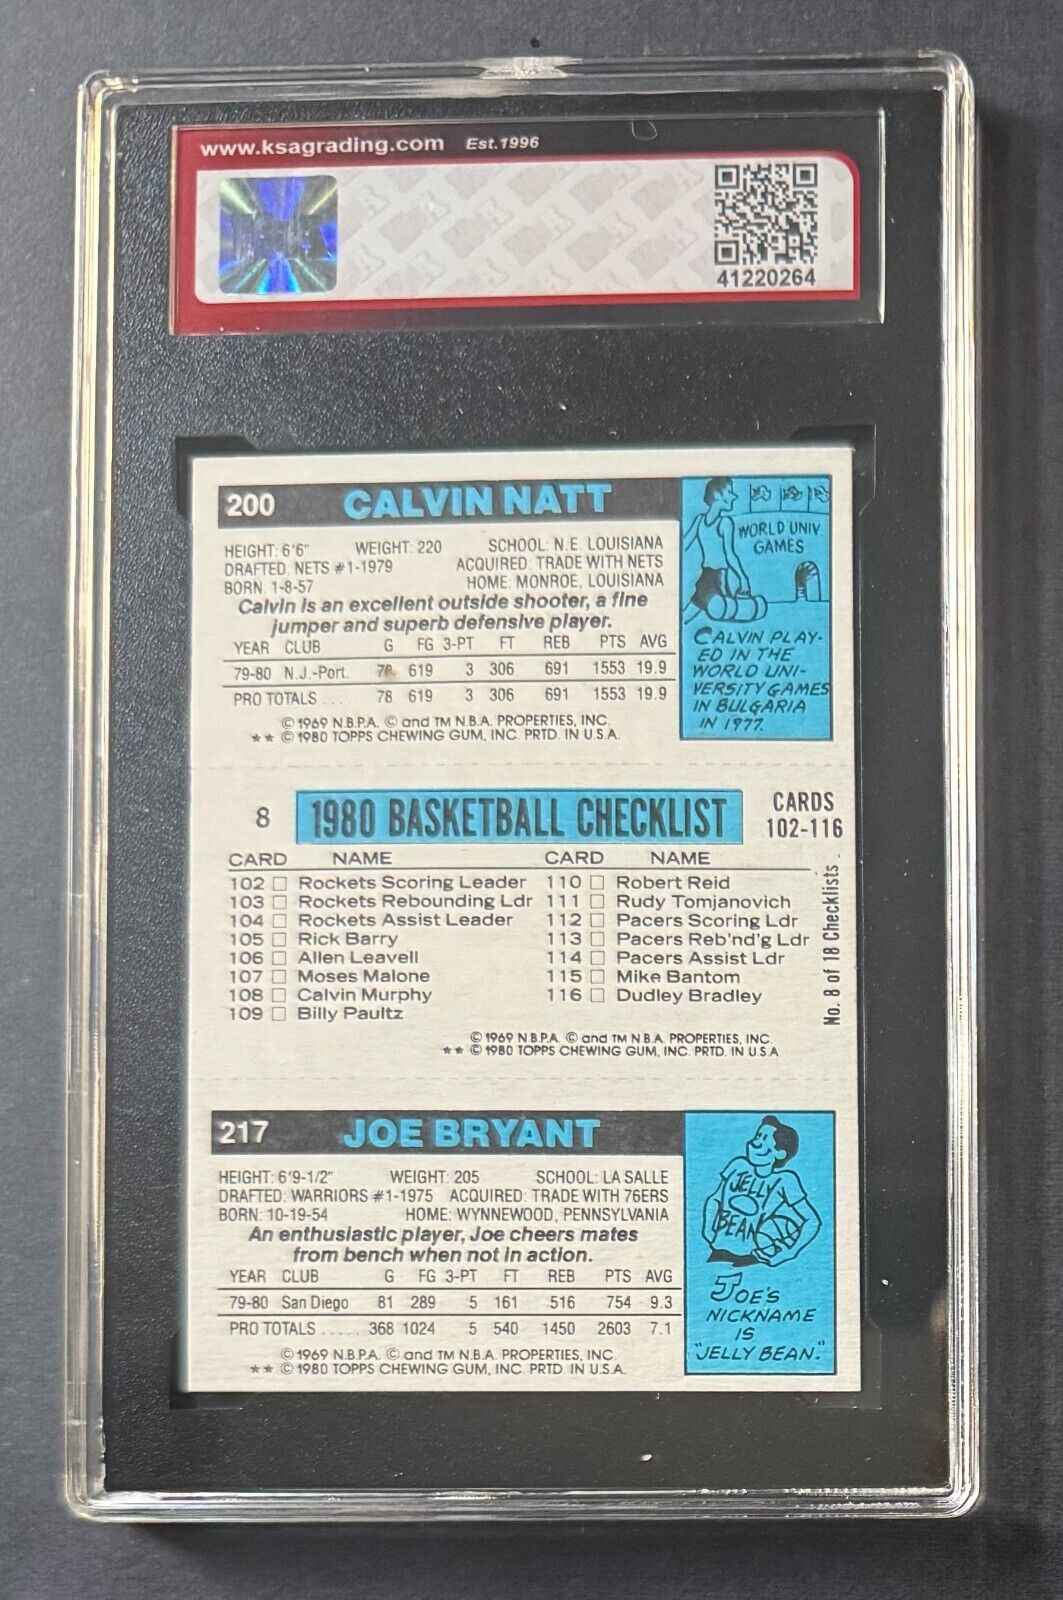 www.ksagrading.com Est.1996
41220264
200 CALVIN NATT
HEIGHT: 6'6" WEIGHT: 220 SCHOOL: N.E. LOUISIANA
DRAFTED: NETS #1-1979 ACQUIRED: TRADE WITH NETS
BORN: 1-8-57 HOME: MONROE, LOUISIANA
Calvin is an excellent outside shooter, a fine
jumper and superb defensive player.
YEAR CLUB G FG 3-PT FT REB PTS AVG
79-80 N.J.-Port. 78 619 3 306 691 1553 19.9
PRO TOTALS 78 619 3 306 691 1553 19.9
© 1969 N.B.P.A. © and TM N.B.A. PROPERTIES, INC.
** © 1980 TOPPS CHEWING GUM, INC. PRTD. IN U.S.A.
WORLD UNIV
GAMES
CALVIN PLAY-
ED IN THE
WORLD UNI-
VERSITY GAMES
IN BULGARIA
IN 1977.
8 1980 BASKETBALL CHECKLIST CARDS
102-116
CARD NAME CARD NAME
102 □ Rockets Scoring Leader 110 □ Robert Reid
103 □ Rockets Rebounding Ldr 111 □ Rudy Tomjanovich
104 □ Rockets Assist Leader 112 □ Pacers Scoring Ldr
105 □ Rick Barry 113 □ Pacers Reb'nd'g Ldr
106 □ Allen Leavell 114 □ Pacers Assist Ldr
107 □ Moses Malone 115 □ Mike Bantom
108 □ Calvin Murphy 116 □ Dudley Bradley
109 □ Billy Paultz
No. 8 of 18 Checklists
© 1969 N.B.P.A. © and TM N.B.A. PROPERTIES, INC.
** © 1980 TOPPS CHEWING GUM, INC. PRTD. IN U.S.A
217 JOE BRYANT
HEIGHT: 6'9-1/2" WEIGHT: 205 SCHOOL: LA SALLE
DRAFTED: WARRIORS #1-1975 ACQUIRED: TRADE WITH 76ERS
BORN: 10-19-54 HOME: WYNNEWOOD, PENNSYLVANIA
An enthusiastic player, Joe cheers mates
from bench when not in action.
YEAR CLUB G FG 3-PT FT REB PTS AVG
79-80 San Diego 81 289 5 161 516 754 9.3
PRO TOTALS ..... 368 1024 5 540 1450 2603 7.1
© 1969 N.B.P.A. © and TM N.B.A. PROPERTIES, INC.
** © 1980 TOPPS CHEWING GUM, INC. PRTD. IN U.S.A.
JELLY
BEAN
JOE'S
NICKNAME
IS
"JELLY BEAN."